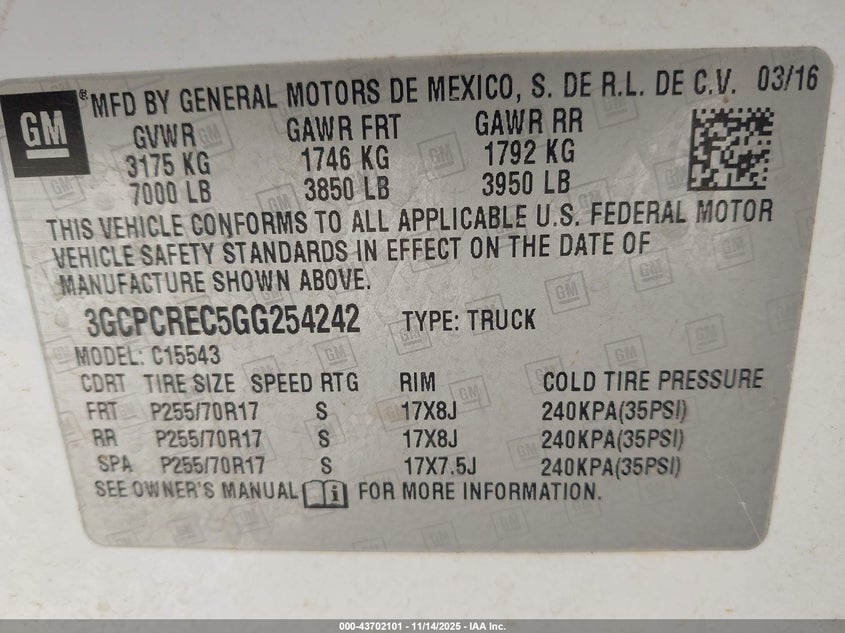 GM ® MFD BY GENERAL MOTORS DE MEXICO, S. DE R.L. DE C.V. 03/16
GVWR GAWR FRT GAWR RR
3175 KG 1746 KG 1792 KG
7000 LB 3850 LB 3950 LB
THIS VEHICLE CONFORMS TO ALL APPLICABLE U.S. FEDERAL MOTOR
VEHICLE SAFETY STANDARDS IN EFFECT ON THE DATE OF
MANUFACTURE SHOWN ABOVE.
3GCPCREC5GG254242 TYPE: TRUCK
MODEL: C15543
CDRT TIRE SIZE SPEED RTG RIM COLD TIRE PRESSURE
FRT P255/70R17 S 17X8J 240KPA(35PSI)
RR P255/70R17 S 17X8J 240KPA(35PSI)
SPA P255/70R17 S 17X7.5J 240KPA(35PSI)
SEE OWNER'S MANUAL i FOR MORE INFORMATION.
000-43702101 - 11/14/2025 - IAA Inc.